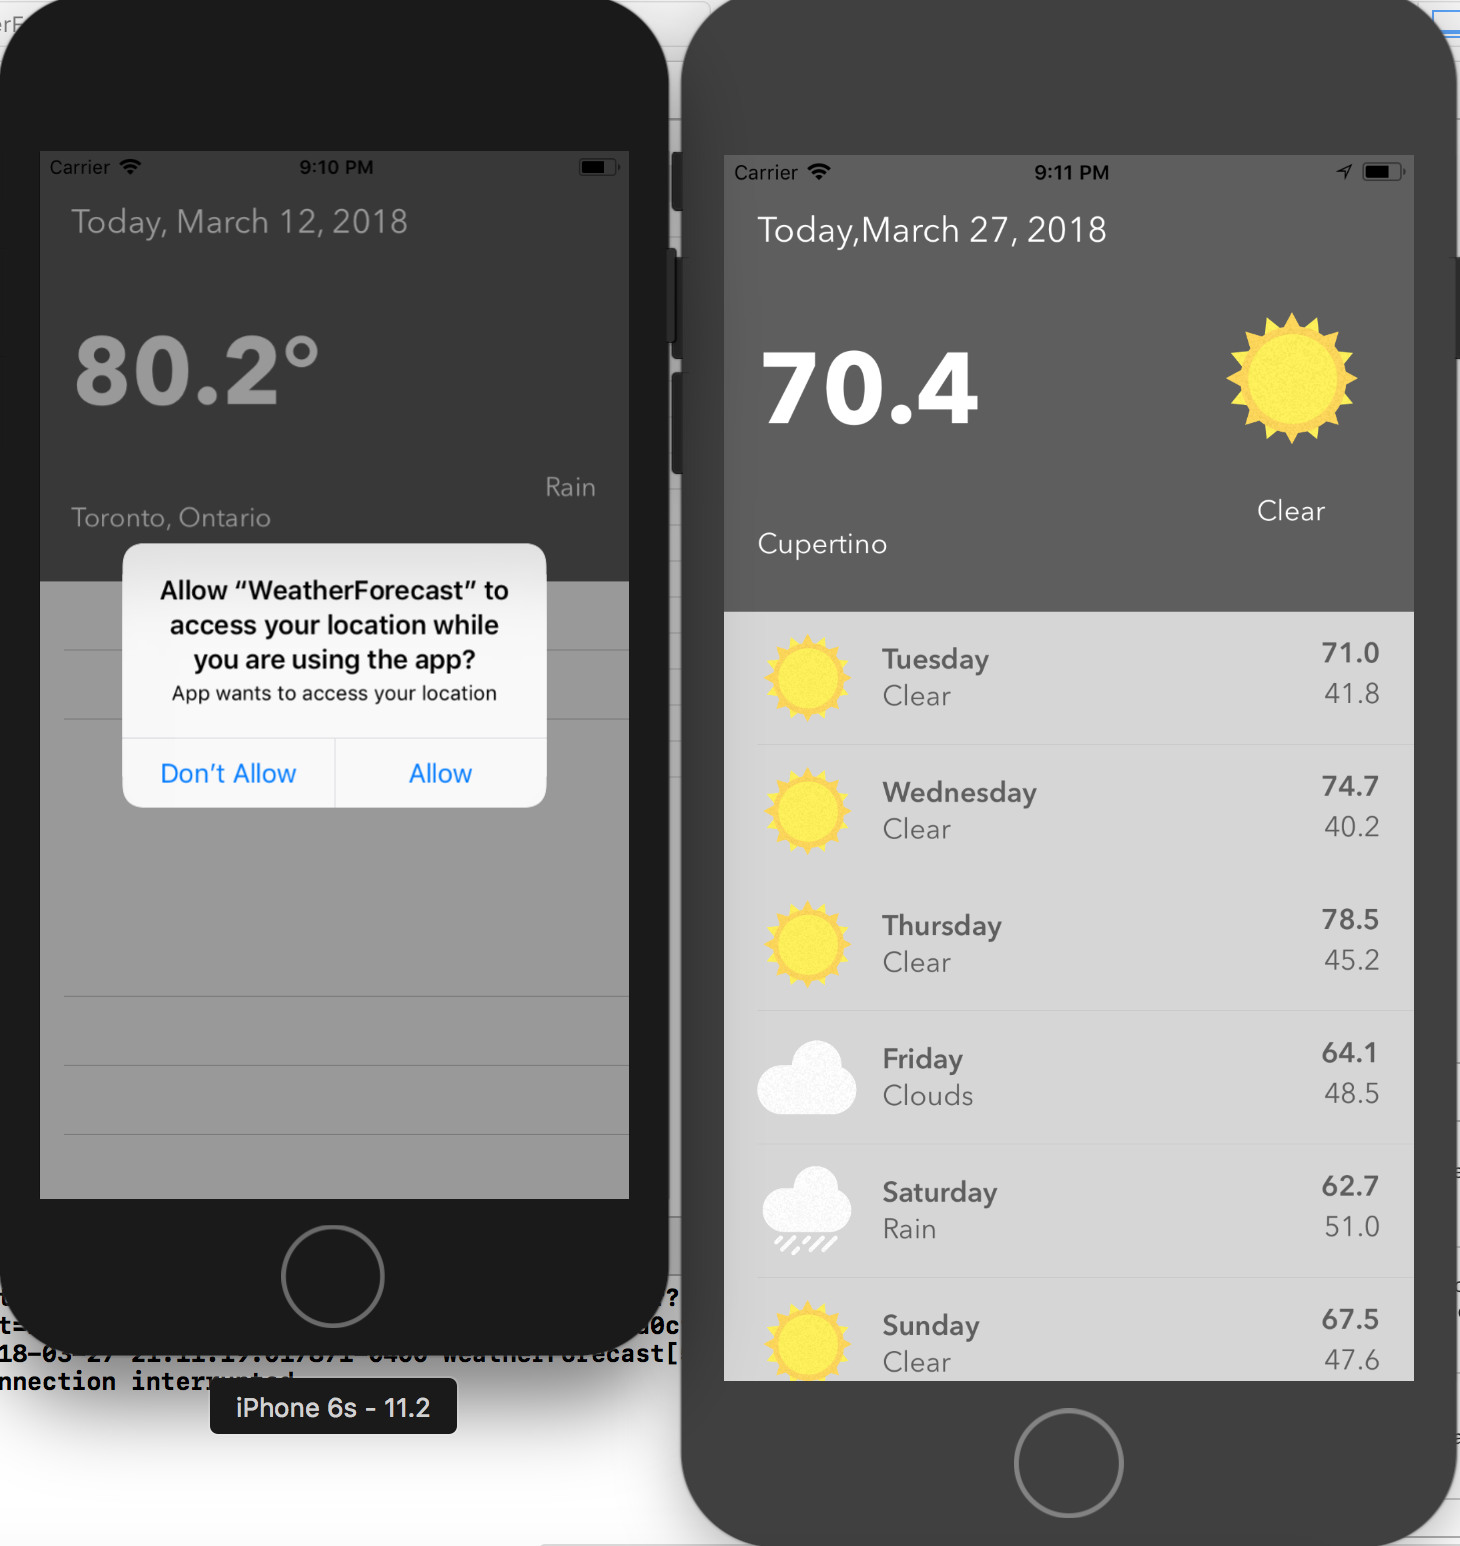 Carrier
9:10 PM
Today, March 12, 2018
80.2°
Rain
Toronto, Ontario
Allow “WeatherForecast” to
access your location while
you are using the app?
App wants to access your location
Don’t Allow
Allow
nnection
iPhone 6s - 11.2
Carrier
9:11 PM
Today,March 27, 2018
70.4
Clear
Cupertino
Tuesday
71.0
Clear
41.8
Wednesday
74.7
Clear
40.2
Thursday
78.5
Clear
45.2
Friday
64.1
Clouds
48.5
Saturday
62.7
Rain
51.0
Sunday
67.5
Clear
47.6